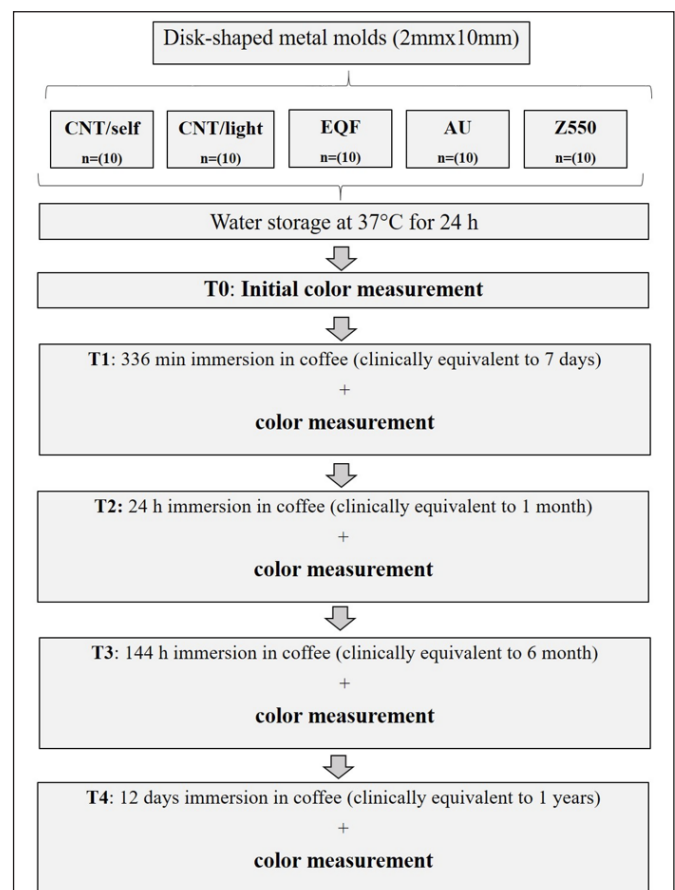 Disk-shaped metal molds (2mmx10mm)
CNT/self
n=(10)
CNT/light
n=(10)
EQF
n=(10)
AU
n=(10)
Z550
n=(10)
Water storage at 37°C for 24 h
T0: Initial color measurement
T1: 336 min immersion in coffee (clinically equivalent to 7 days)
+
color measurement
T2: 24 h immersion in coffee (clinically equivalent to 1 month)
+
color measurement
T3: 144 h immersion in coffee (clinically equivalent to 6 month)
+
color measurement
T4: 12 days immersion in coffee (clinically equivalent to 1 years)
+
color measurement